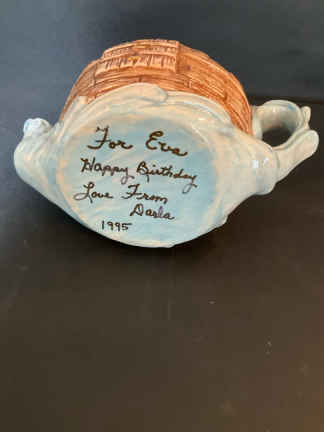 For Eva
Happy Birthday
Love From
Darla
1995